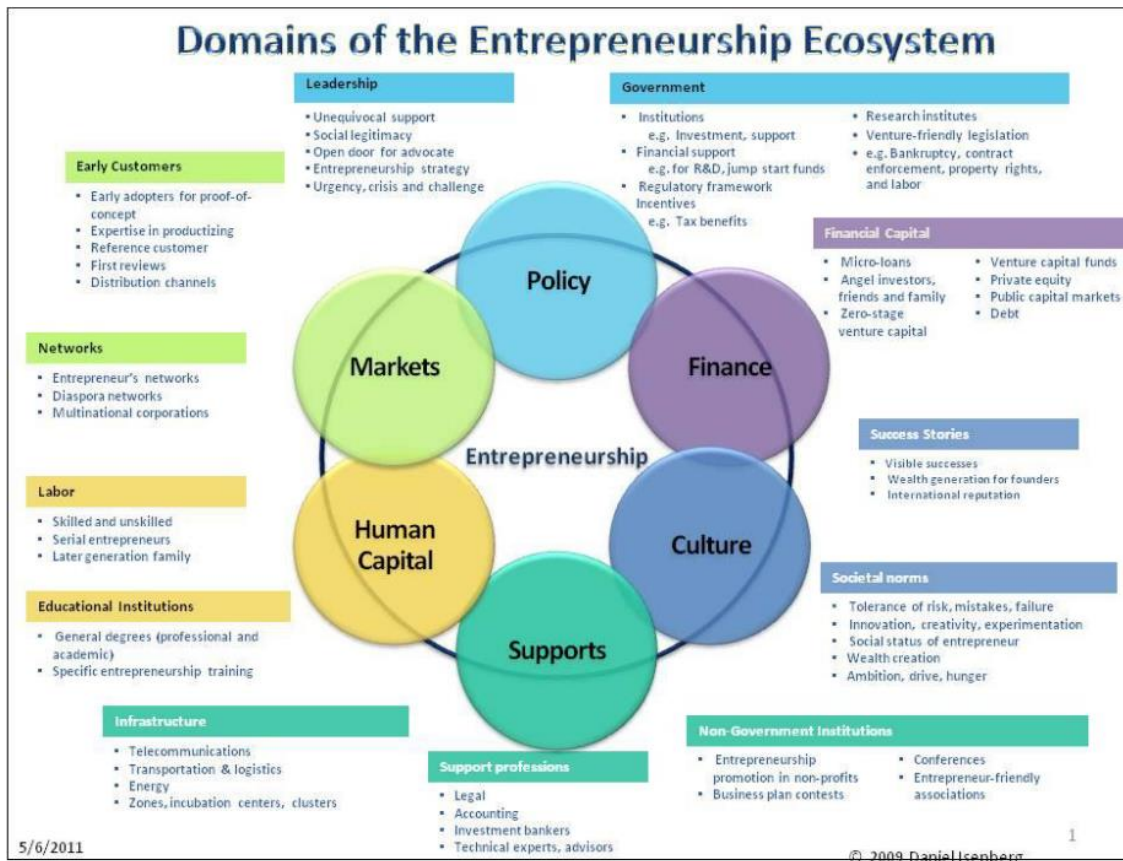 Domains of the Entrepreneurship Ecosystem
Leadership
▪ Unequivocal support
▪ Social legitimacy
▪ Open door for advocate
▪ Entrepreneurship strategy
▪ Urgency, crisis and challenge
Government
▪ Institutions
e.g. Investment, support
▪ Financial support
e.g. for R&D, jump start funds
▪ Regulatory framework
Incentives
e.g. Tax benefits
▪ Research institutes
▪ Venture-friendly legislation
▪ e.g. Bankruptcy, contract
enforcement, property rights,
and labor
Early Customers
▪ Early adopters for proof-of-
concept
▪ Expertise in productizing
▪ Reference customer
▪ First reviews
▪ Distribution channels
Financial Capital
▪ Micro-loans
▪ Angel investors,
friends and family
▪ Zero-stage
venture capital
▪ Venture capital funds
▪ Private equity
▪ Public capital markets
▪ Debt
Networks
▪ Entrepreneur's networks
▪ Diaspora networks
▪ Multinational corporations
Policy
Markets
Finance
Entrepreneurship
Human
Capital
Culture
Supports
Success Stories
▪ Visible successes
▪ Wealth generation for founders
▪ International reputation
Labor
▪ Skilled and unskilled
▪ Serial entrepreneurs
▪ Later generation family
Societal norms
▪ Tolerance of risk, mistakes, failure
▪ Innovation, creativity, experimentation
▪ Social status of entrepreneur
▪ Wealth creation
▪ Ambition, drive, hunger
Educational Institutions
▪ General degrees (professional and
academic)
▪ Specific entrepreneurship training
Infrastructure
▪ Telecommunications
▪ Transportation & logistics
▪ Energy
▪ Zones, incubation centers, clusters
Support professions
▪ Legal
▪ Accounting
▪ Investment bankers
▪ Technical experts, advisors
Non-Government Institutions
▪ Entrepreneurship
promotion in non-profits
▪ Business plan contests
▪ Conferences
▪ Entrepreneur-friendly
associations
5/6/2011
1
© 2009 Daniel Isenberg